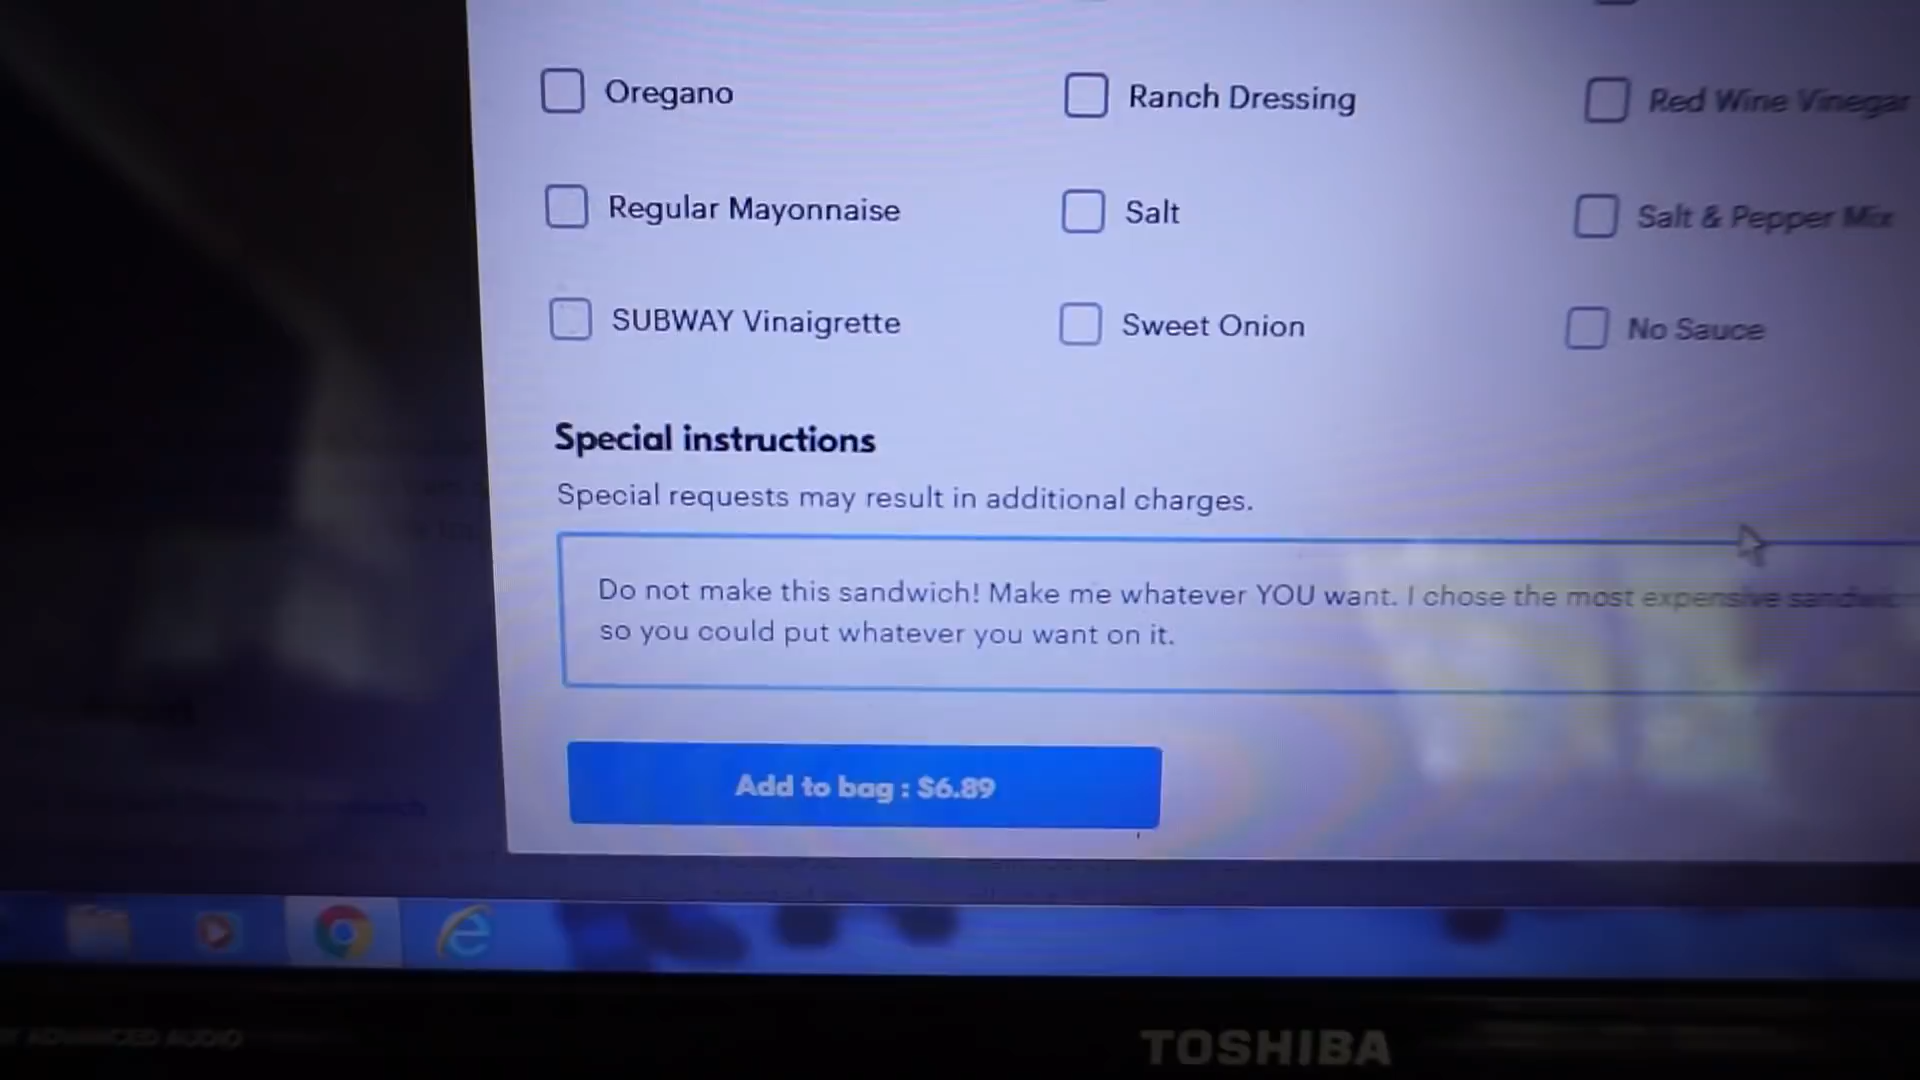 Oregano Ranch Dressing Red Wine Vinegar
Regular Mayonnaise Salt Salt & Pepper Mix
SUBWAY Vinaigrette Sweet Onion No Sauce
Special instructions
Special requests may result in additional charges.
Do not make this sandwich! Make me whatever YOU want. I chose the most expensive
so you could put whatever you want on it.
Add to bag : $6.89
ADVANCED AUDIO
TOSHIBA